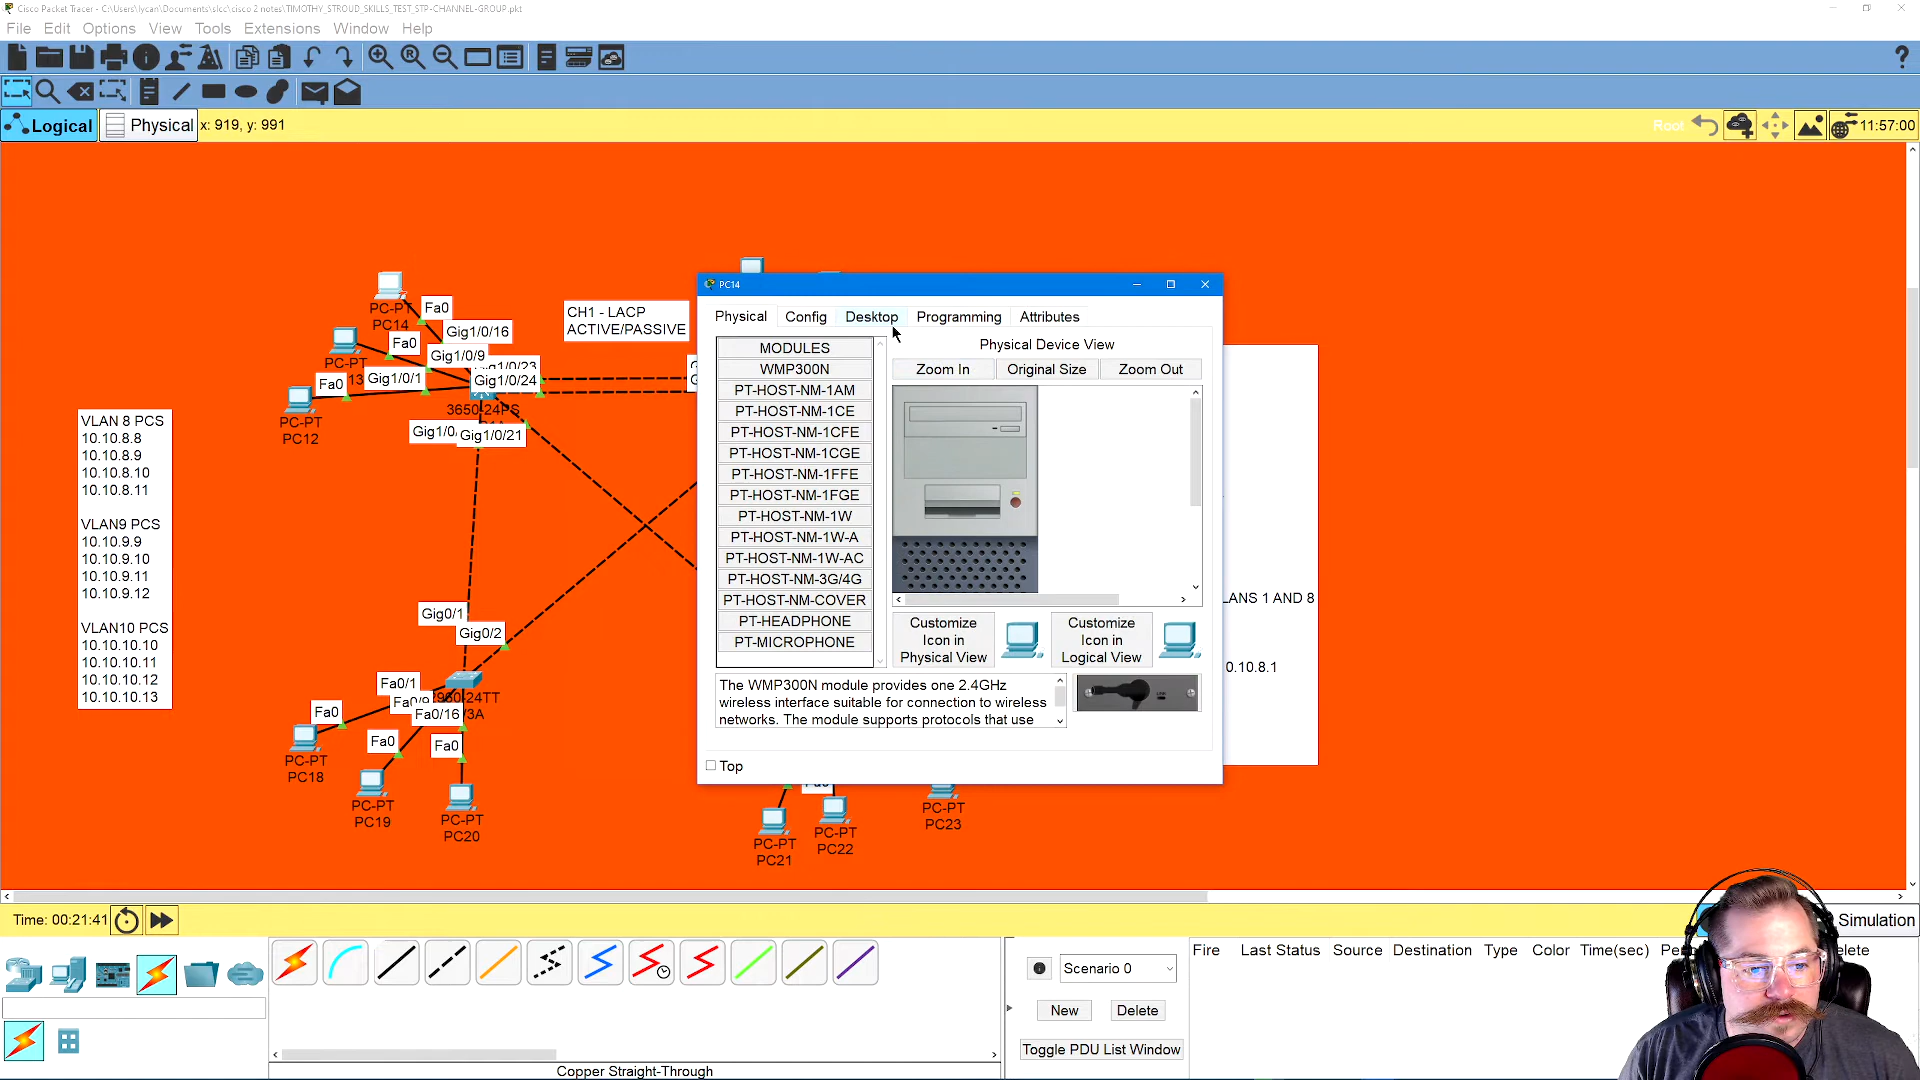 Cisco Packet Tracer - C:\Users\lycan\Documents\slcc\cisco 2 notes\TIMOTHY_STROUD_SKILLS_TEST_STP-CHANNEL-GROUP.pkt
File Edit Options View Tools Extensions Window Help
Logical Physical x: 919, y: 991 Root 11:57:00
PC14
Physical Config Desktop Programming Attributes
MODULES
WMP300N
PT-HOST-NM-1AM
PT-HOST-NM-1CE
PT-HOST-NM-1CFE
PT-HOST-NM-1CGE
PT-HOST-NM-1FFE
PT-HOST-NM-1FGE
PT-HOST-NM-1W
PT-HOST-NM-1W-A
PT-HOST-NM-1W-AC
PT-HOST-NM-3G/4G
PT-HOST-NM-COVER
PT-HEADPHONE
PT-MICROPHONE
Physical Device View
Zoom In Original Size Zoom Out
Customize
Icon in
Physical View
Customize
Icon in
Logical View
The WMP300N module provides one 2.4GHz
wireless interface suitable for connection to wireless
networks. The module supports protocols that use
Top
CH1 - LACP
ACTIVE/PASSIVE
PC-PT
PC14
Fa0
Gig1/0/16
PC-PT
13
Fa0
Gig1/0/9
Gig1/0/23
Fa0
Gig1/0/1
Gig1/0/24
PC-PT
PC12
3650-24PS
Gig1/0/
Gig1/0/21
VLAN 8 PCS
10.10.8.8
10.10.8.9
10.10.8.10
10.10.8.11
VLAN9 PCS
10.10.9.9
10.10.9.10
10.10.9.11
10.10.9.12
VLAN10 PCS
10.10.10.10
10.10.10.11
10.10.10.12
10.10.10.13
Gig0/1
Gig0/2
Fa0/1
2960-24TT
Fa0/16
3A
Fa0
Fa0
Fa0
PC-PT
PC18
PC-PT
PC19
PC-PT
PC20
PC-PT
PC21
PC-PT
PC22
PC-PT
PC23
LANS 1 AND 8
0.10.8.1
Time: 00:21:41
Simulation
Fire Last Status Source Destination Type Color Time(sec)
Scenario 0
New Delete
Toggle PDU List Window
Copper Straight-Through